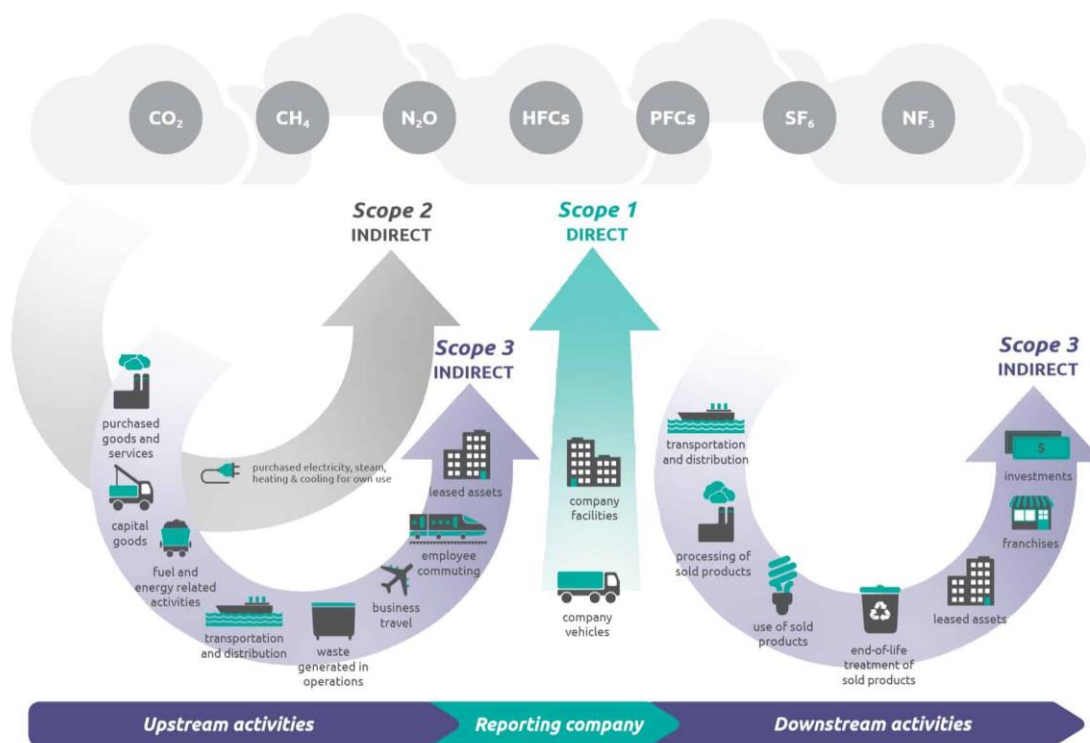 CO₂
CH₄
N₂O
HFCs
PFCs
SF₆
NF₃
Scope 2
INDIRECT
Scope 1
DIRECT
Scope 3
INDIRECT
Scope 3
INDIRECT
purchased
goods and
services
capital
goods
fuel and
energy related
activities
transportation
and distribution
waste
generated in
operations
business
travel
employee
commuting
leased assets
purchased electricity, steam,
heating & cooling for own use
company
facilities
company
vehicles
transportation
and distribution
processing of
sold products
use of sold
products
end-of-life
treatment of
sold products
leased assets
franchises
$
investments
Upstream activities
Reporting company
Downstream activities